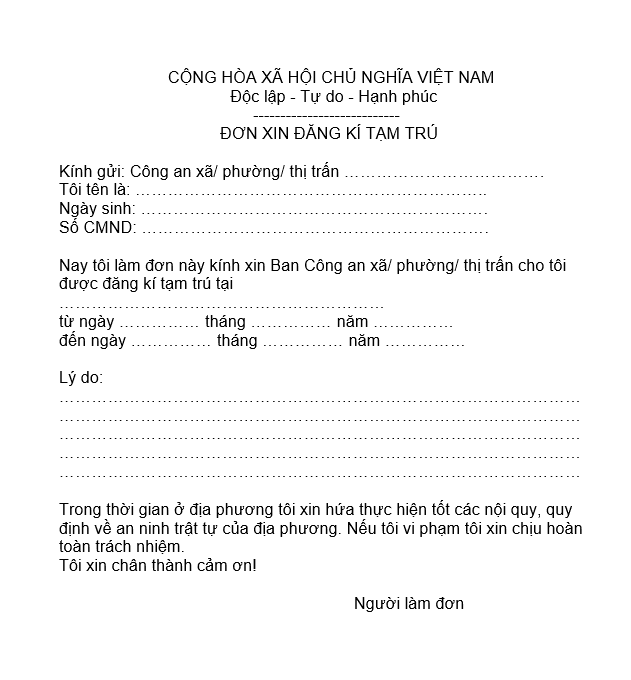 CỘNG HÒA XÃ HỘI CHỦ NGHĨA VIỆT NAM
Độc lập - Tự do - Hạnh phúc
---------------------------
ĐƠN XIN ĐĂNG KÍ TẠM TRÚ
Kính gửi: Công an xã/ phường/ thị trấn ……………………………….
Tôi tên là: ………………………………………………………..
Ngày sinh: ……………………………………………………….
Số CMND: ……………………………………………………….
Nay tôi làm đơn này kính xin Ban Công an xã/ phường/ thị trấn cho tôi
được đăng kí tạm trú tại
……………………………………………………
từ ngày …………… tháng …………… năm ……………
đến ngày …………… tháng …………… năm ……………
Lý do:
……………………………………………………………………………………
……………………………………………………………………………………
……………………………………………………………………………………
……………………………………………………………………………………
……………………………………………………………………………………
Trong thời gian ở địa phương tôi xin hứa thực hiện tốt các nội quy, quy
định về an ninh trật tự của địa phương. Nếu tôi vi phạm tôi xin chịu hoàn
toàn trách nhiệm.
Tôi xin chân thành cảm ơn!
Người làm đơn